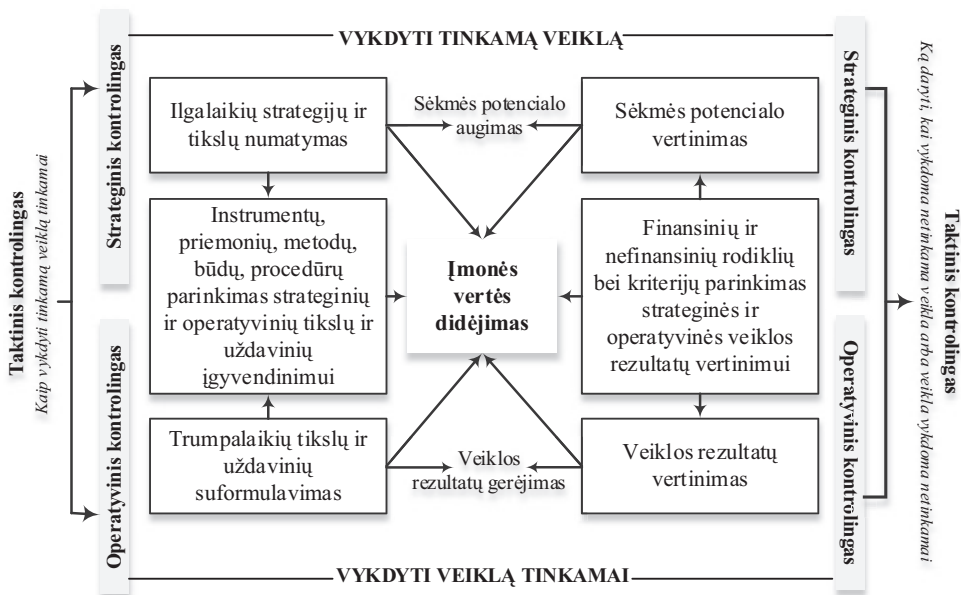 VYKDYTI TINKAMĄ VEIKLĄ
Taktinis kontrolingas
Kaip vykdyti tinkamą veiklą tinkamai
Strateginis kontrolingas
Operatyvinis kontrolingas
Ilgalaikių strategijų ir
tikslų numatymas
Instrumentų,
priemonių, metodų,
būdų, procedūrų
parinkimas strateginių
ir operatyvinių tikslų ir
uždavinių
įgyvendinimui
Trumpalaikių tikslų ir
uždavinių
suformulavimas
Sėkmės potencialo
augimas
Įmonės
vertės
didėjimas
Veiklos
rezultatų gerėjimas
Sėkmės potencialo
vertinimas
Finansinių ir
nefinansinių rodiklių
bei kriterijų parinkimas
strateginės ir
operatyvinės veiklos
rezultatų vertinimui
Veiklos rezultatų
vertinimas
Strateginis kontrolingas
Operatyvinis kontrolingas
Ką daryti, kai vykdoma netinkama veikla arba veikla vykdoma netinkamai
Taktinis kontrolingas
VYKDYTI VEIKLĄ TINKAMAI